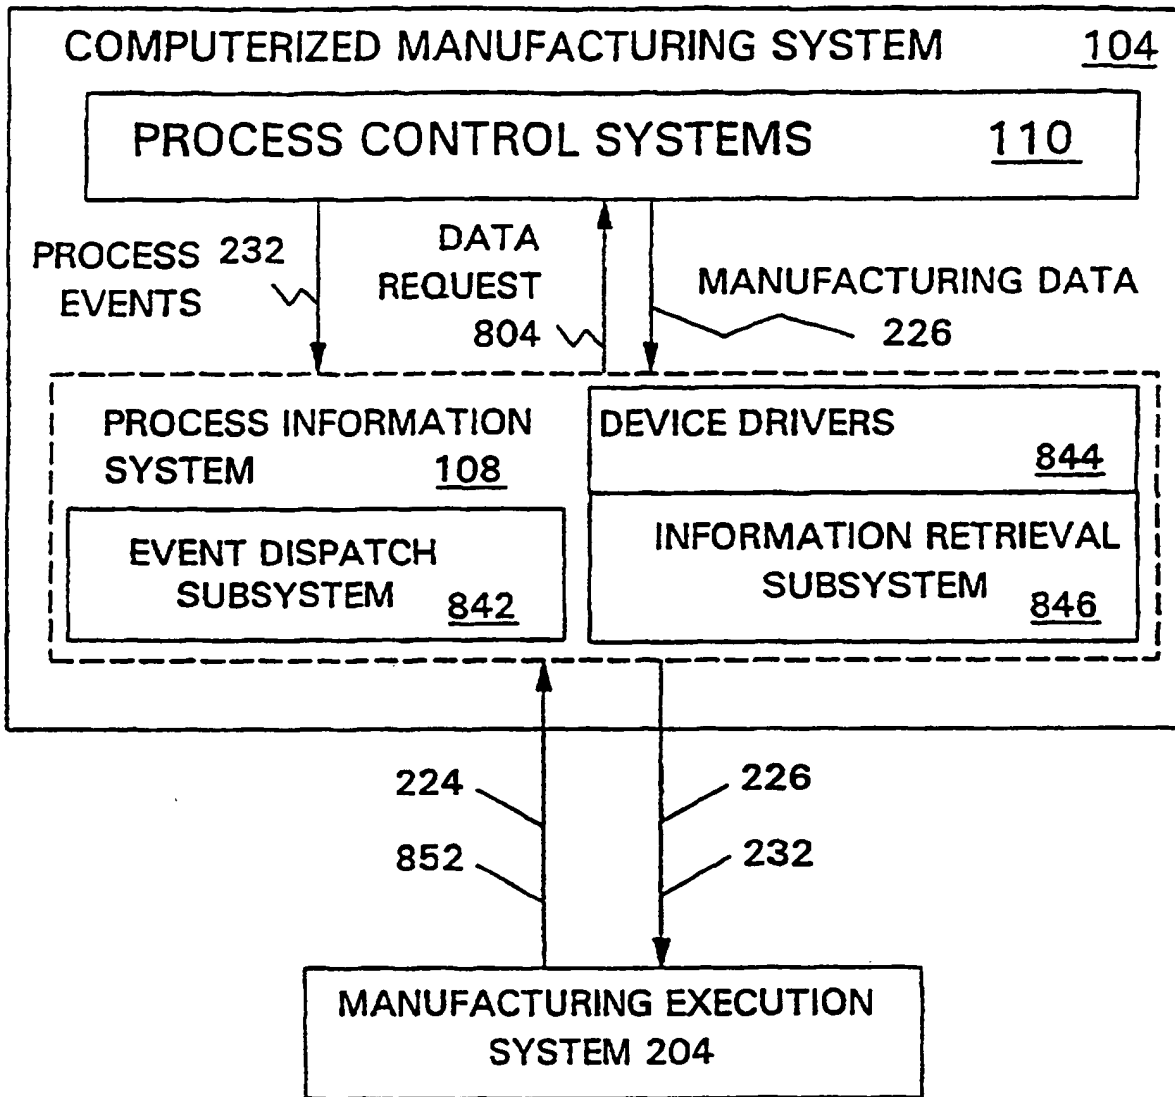 COMPUTERIZED MANUFACTURING SYSTEM 104
PROCESS CONTROL SYSTEMS 110
PROCESS 232
EVENTS
DATA
REQUEST
804
MANUFACTURING DATA
226
PROCESS INFORMATION
SYSTEM 108
DEVICE DRIVERS
844
EVENT DISPATCH
SUBSYSTEM 842
INFORMATION RETRIEVAL
SUBSYSTEM
846
224
226
852
232
MANUFACTURING EXECUTION
SYSTEM 204